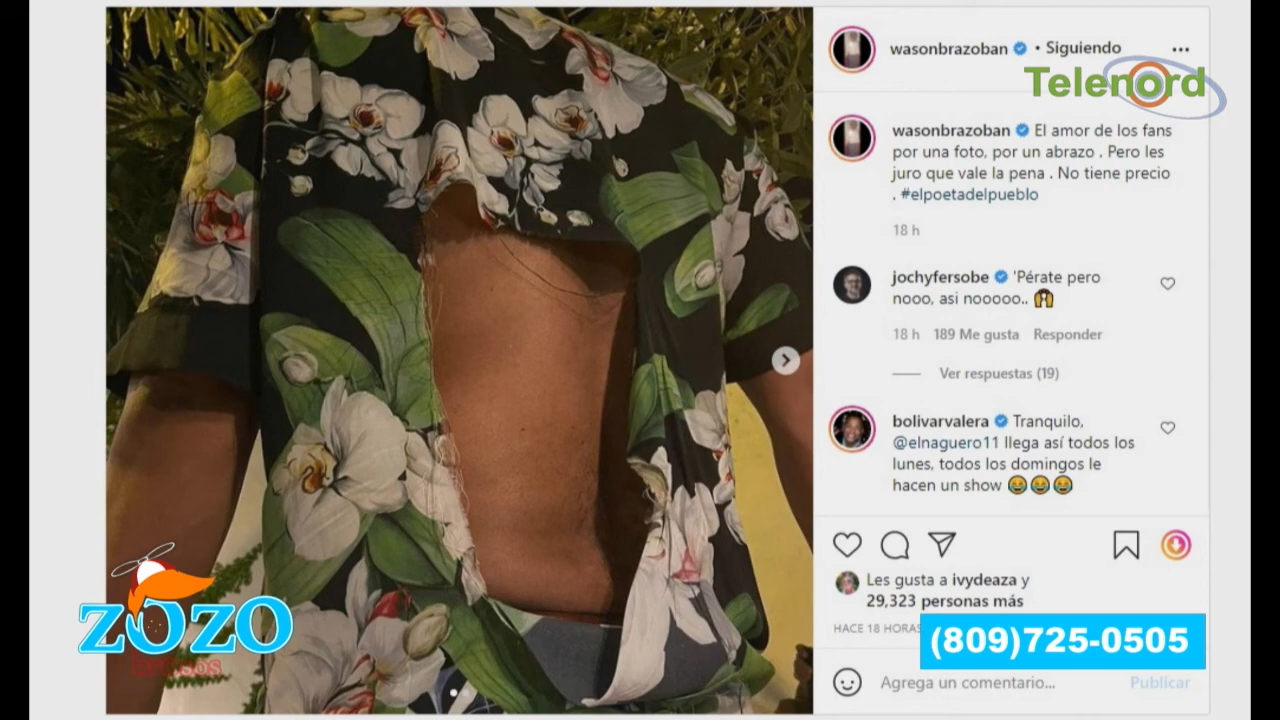 wasonbrazoban • Siguiendo
Telenord
wasonbrazoban El amor de los fans
por una foto, por un abrazo . Pero les
juro que vale la pena . No tiene precio
. #elpoetadelpueblo
18 h
jochyfersobe 'Pérate pero
nooo, asi nooooo.. 🙌
18 h 189 Me gusta Responder
Ver respuestas (19)
bolivarvalera Tranquilo,
@elnaguero11 llega así todos los
lunes, todos los domingos le
hacen un show 😂😂😂
Les gusta a ivydeaza y
29,323 personas más
HACE 18 HORAS
(809)725-0505
Agrega un comentario...
Publicar
ZOZO